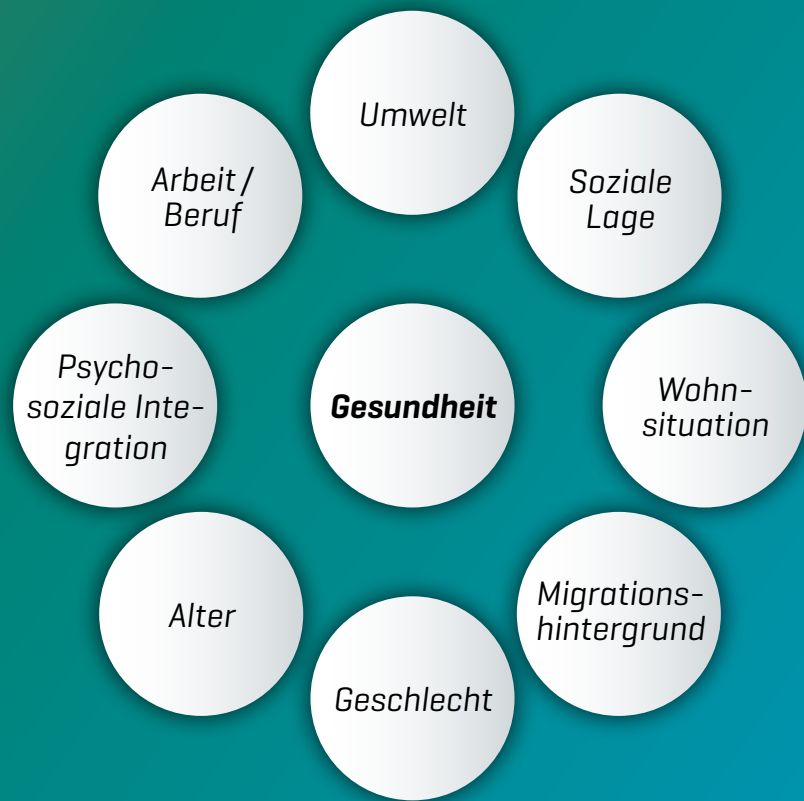 Umwelt
Arbeit /
Beruf
Soziale
Lage
Psycho-
soziale Inte-
gration
Gesundheit
Wohn-
situation
Alter
Migrations-
hintergrund
Geschlecht